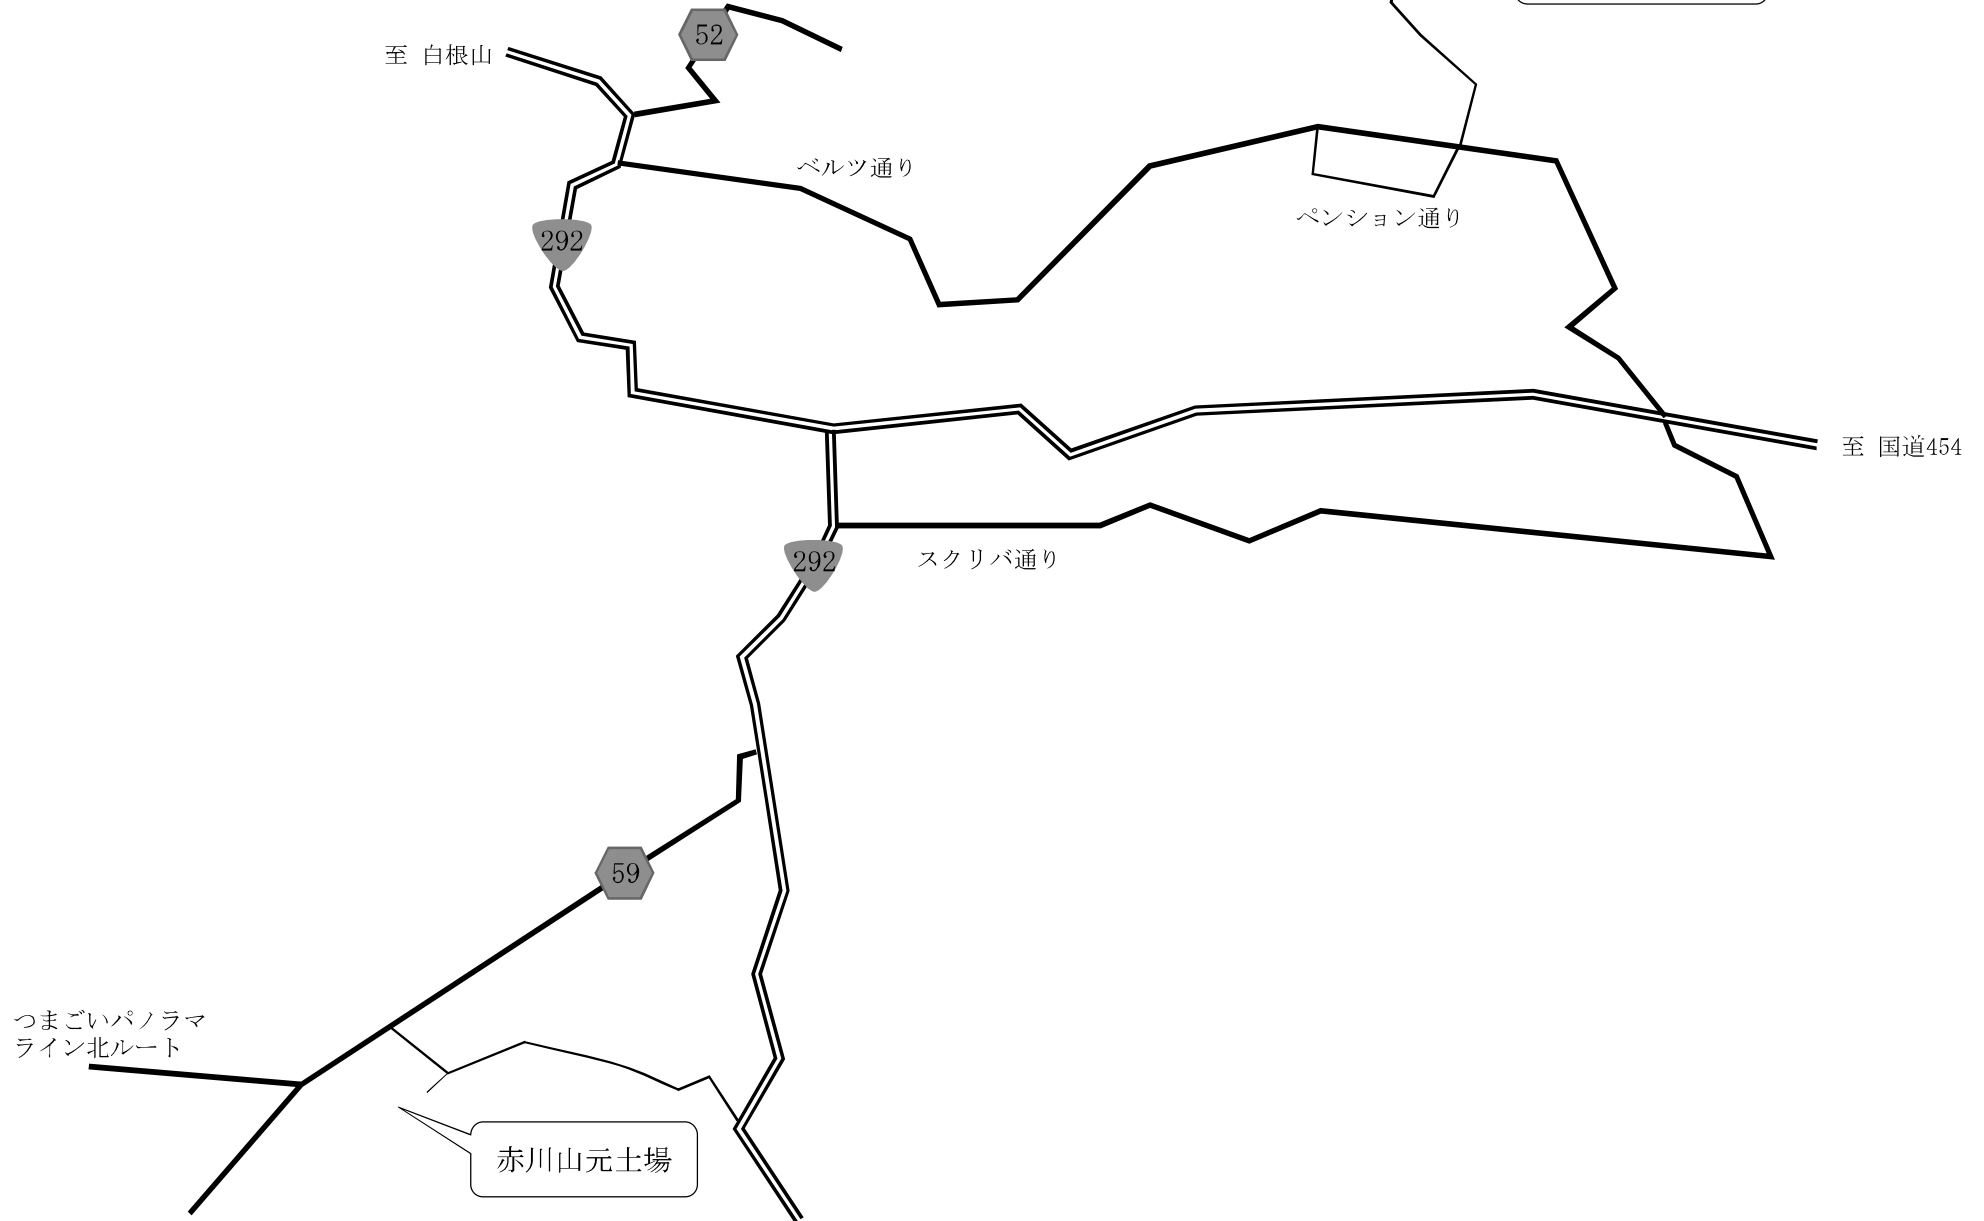 52
至 白根山
ベルツ通り
ペンション通り
292
至 国道454
スクリバ通り
292
59
つまごいパノラマ
ライン北ルート
赤川山元土場